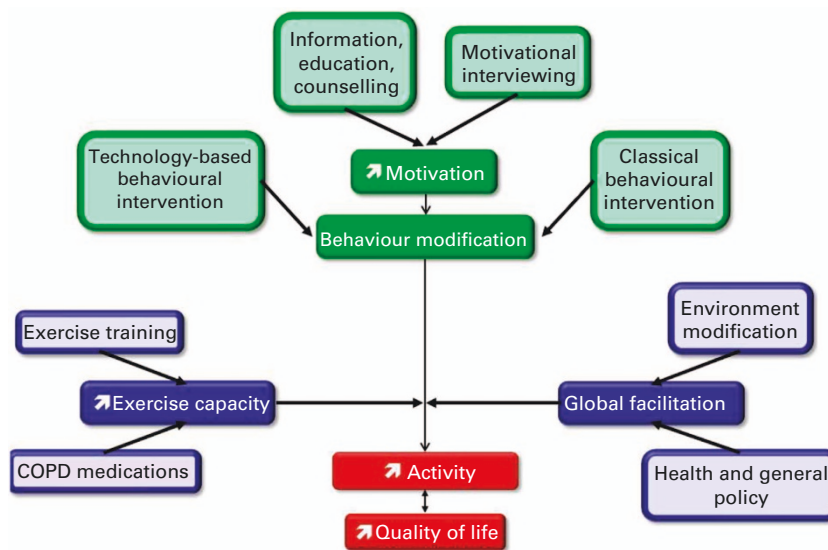 Information,
education,
counselling
Motivational
interviewing
Technology-based
behavioural
intervention
Motivation
Classical
behavioural
intervention
Behaviour modification
Exercise training
Environment
modification
Exercise capacity
Global facilitation
COPD medications
Activity
Health and general
policy
Quality of life